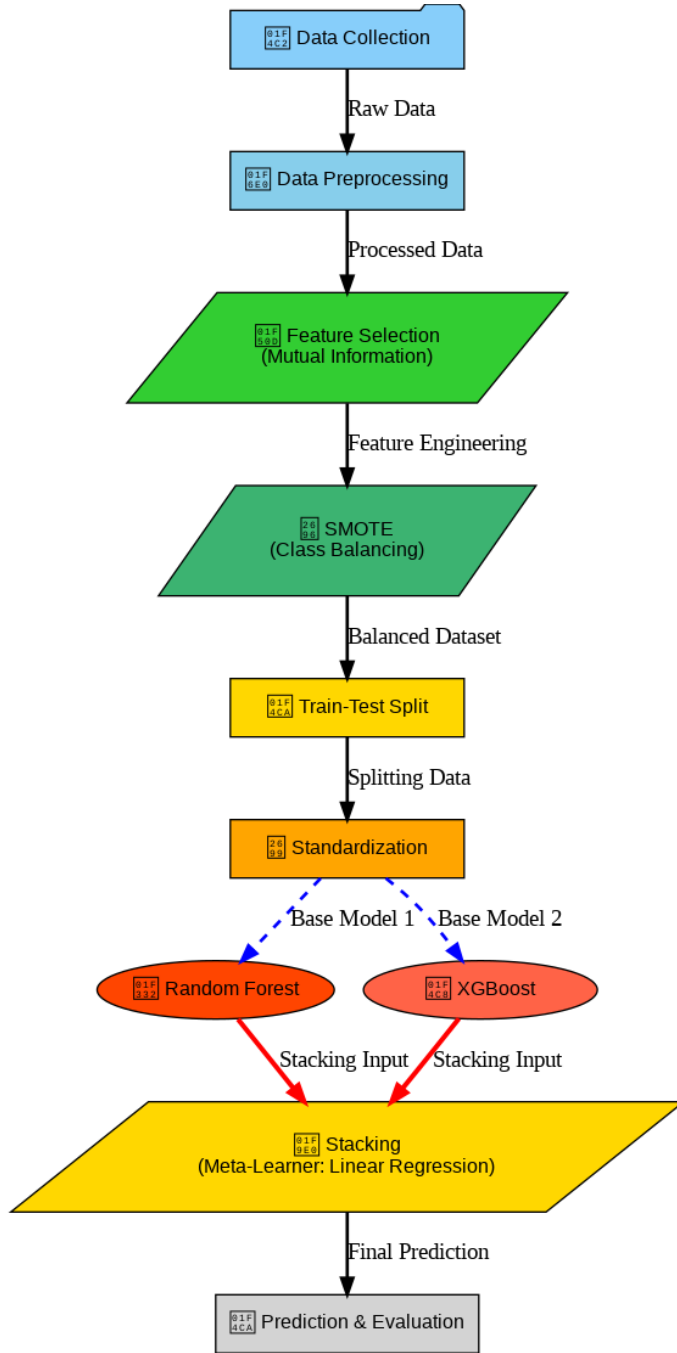 Data Collection
Raw Data
Data Preprocessing
Processed Data
Feature Selection
(Mutual Information)
Feature Engineering
SMOTE
(Class Balancing)
Balanced Dataset
Train-Test Split
Splitting Data
Standardization
Base Model 1
Base Model 2
Random Forest
XGBoost
Stacking Input
Stacking Input
Stacking
(Meta-Learner: Linear Regression)
Final Prediction
Prediction & Evaluation